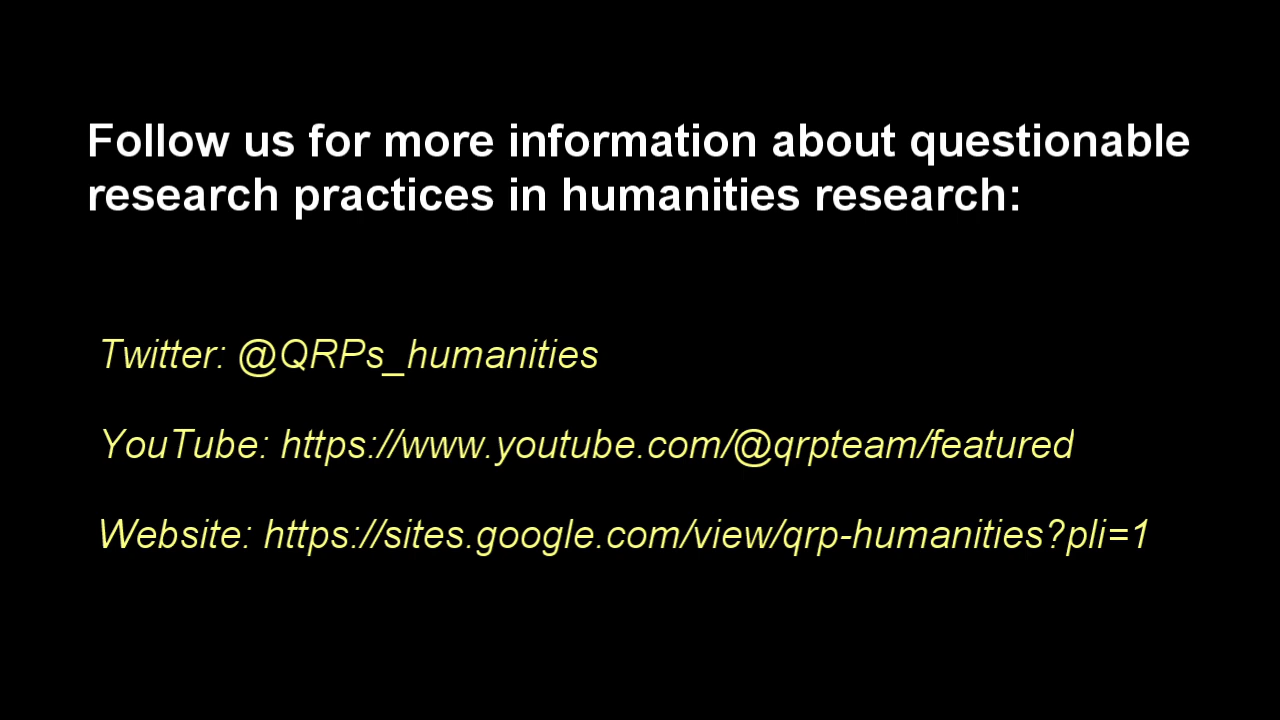 Follow us for more information about questionable
research practices in humanities research:
Twitter: @QRPs_humanities
YouTube: https://www.youtube.com/@qrpteam/featured
Website: https://sites.google.com/view/qrp-humanities?pli=1